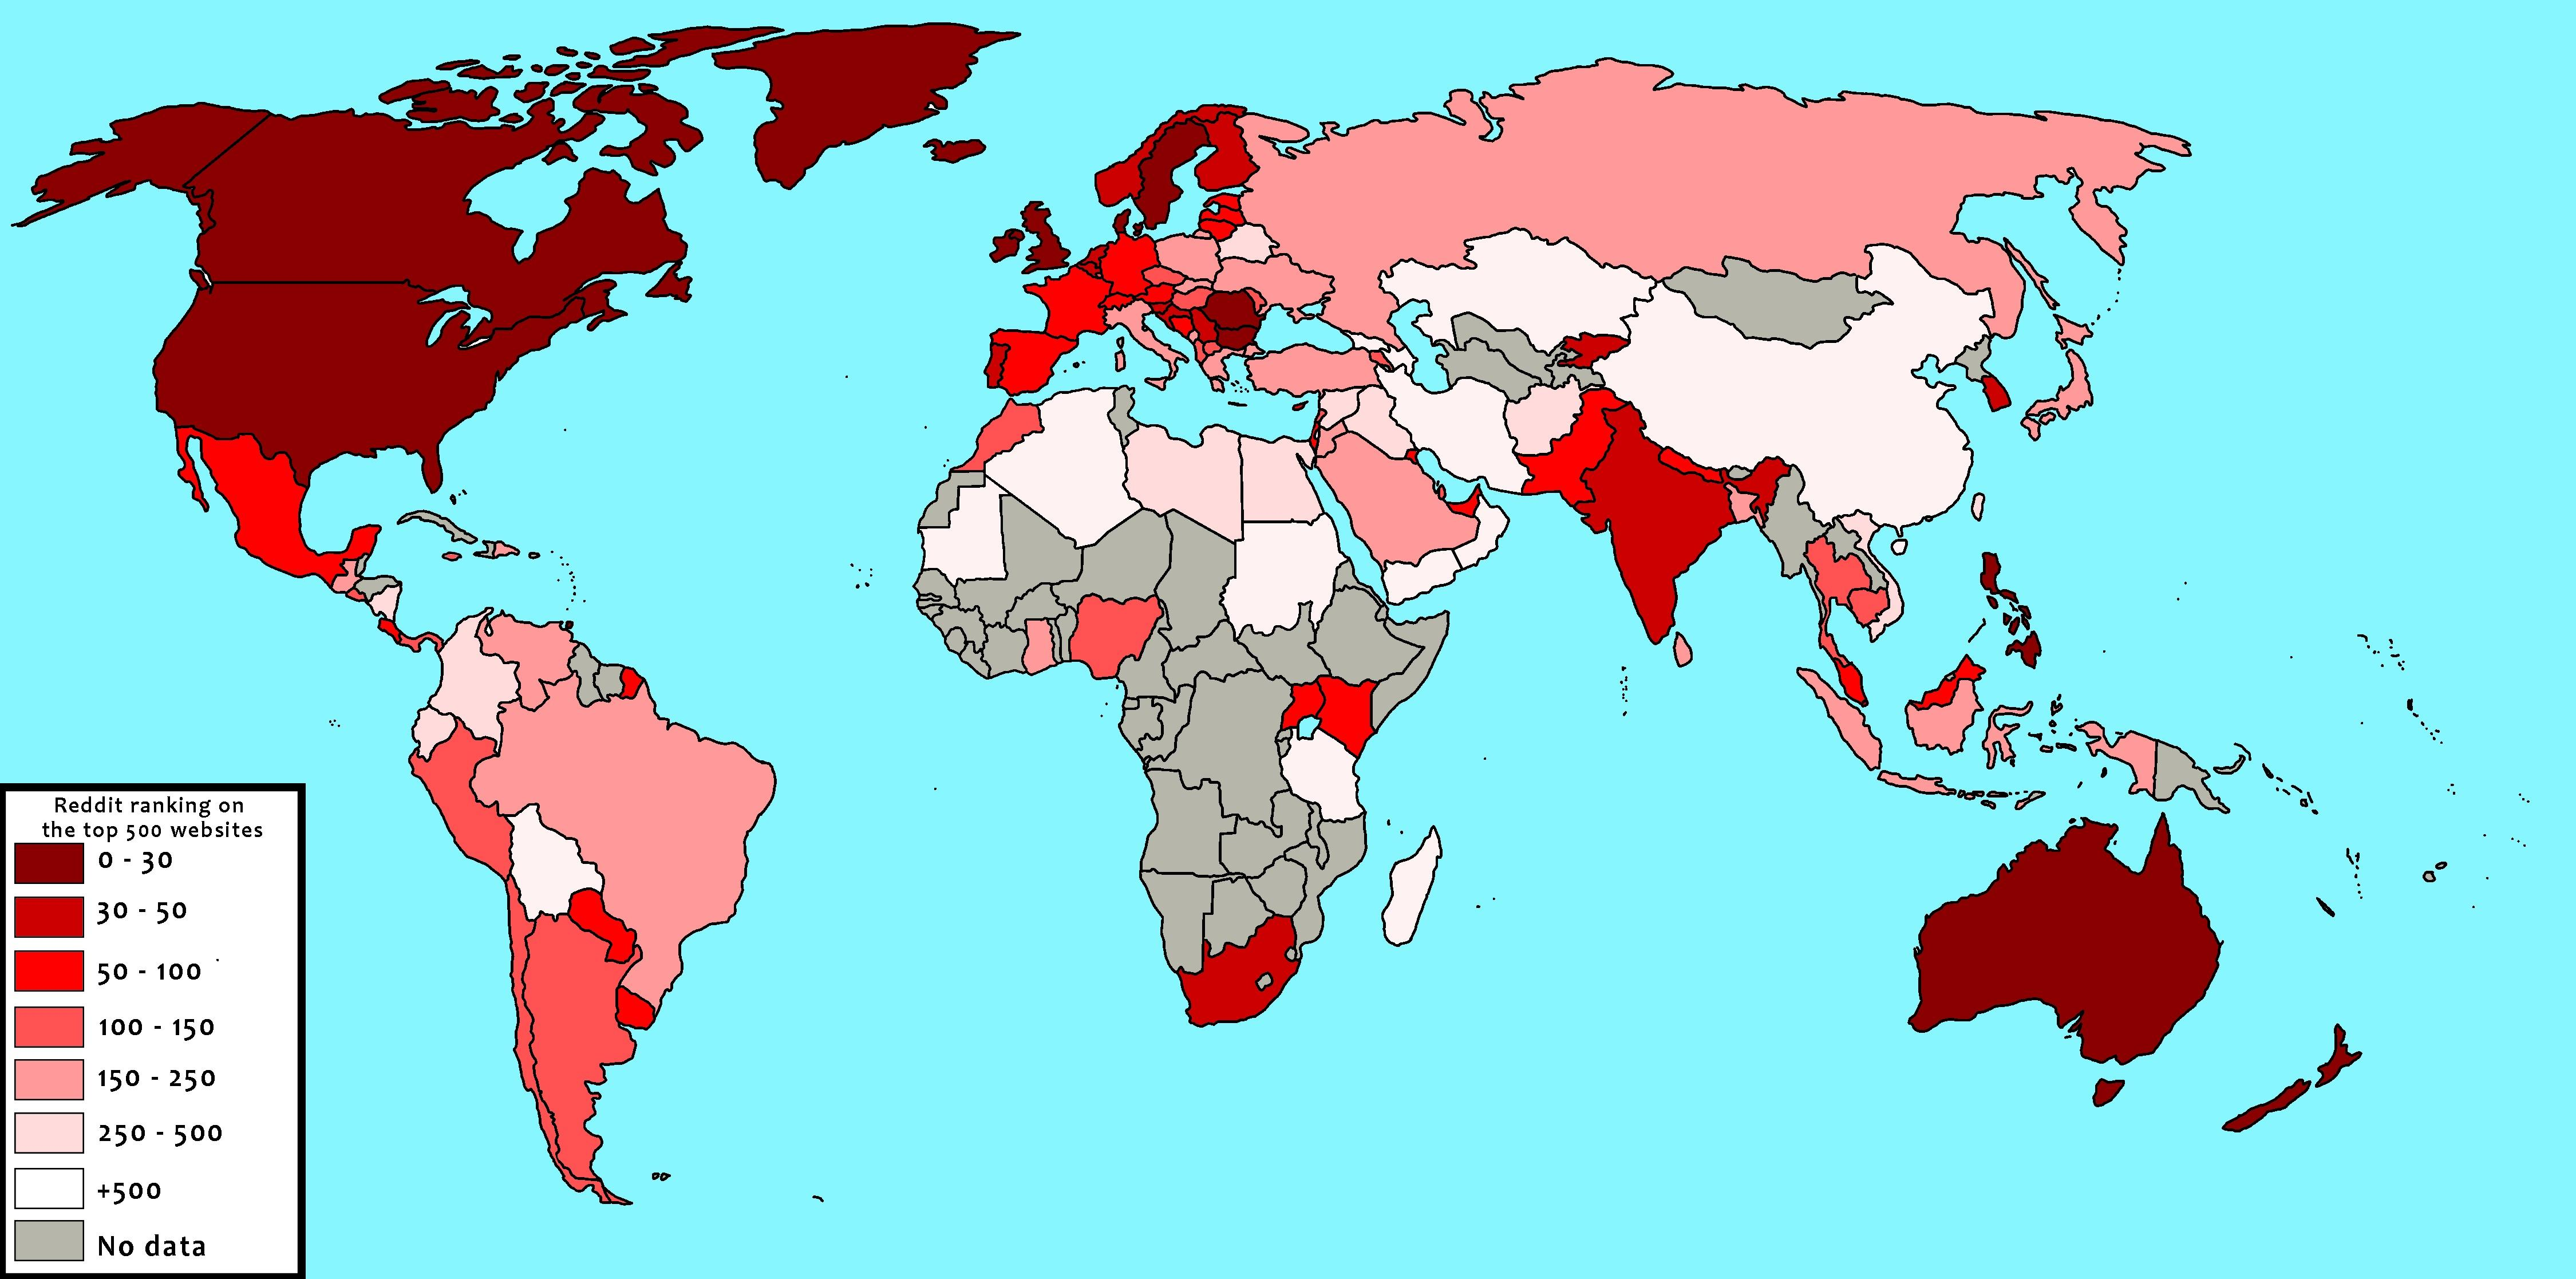 Reddit ranking on
the top 500 websites
0 - 30
30 - 50
50 - 100
100 - 150
150 - 250
250 - 500
+500
No data